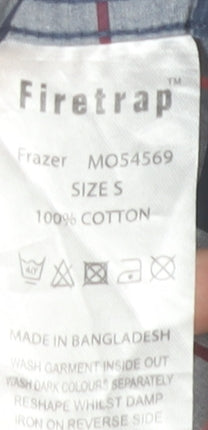 Firetrap™
Frazer MO54569
SIZE S
100% COTTON
MADE IN BANGLADESH
WASH GARMENT INSIDE OUT
WASH DARK COLOURS SEPARATELY
RESHAPE WHILST DAMP
IRON ON REVERSE SIDE